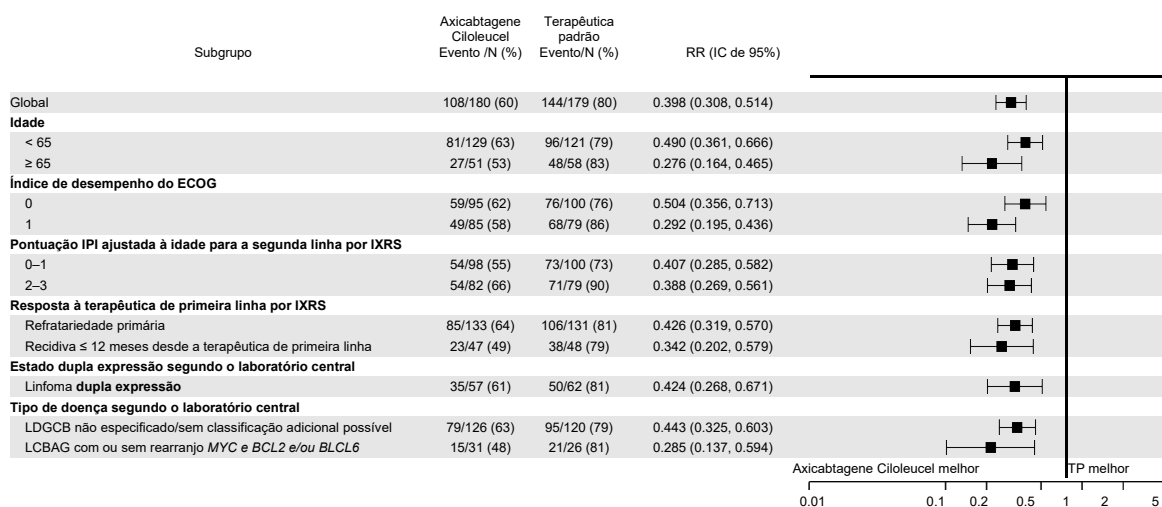 Subgrupo
Axicabtagene
Ciloleucel
Evento /N (%)
Terapêutica
padrão
Evento/N (%)
RR (IC de 95%)
Global 108/180 (60) 144/179 (80) 0.398 (0.308, 0.514)
Idade
< 65 81/129 (63) 96/121 (79) 0.490 (0.361, 0.666)
≥ 65 27/51 (53) 48/58 (83) 0.276 (0.164, 0.465)
Índice de desempenho do ECOG
0 59/95 (62) 76/100 (76) 0.504 (0.356, 0.713)
1 49/85 (58) 68/79 (86) 0.292 (0.195, 0.436)
Pontuação IPI ajustada à idade para a segunda linha por IXRS
0–1 54/98 (55) 73/100 (73) 0.407 (0.285, 0.582)
2–3 54/82 (66) 71/79 (90) 0.388 (0.269, 0.561)
Resposta à terapêutica de primeira linha por IXRS
Refratariedade primária 85/133 (64) 106/131 (81) 0.426 (0.319, 0.570)
Recidiva ≤ 12 meses desde a terapêutica de primeira linha 23/47 (49) 38/48 (79) 0.342 (0.202, 0.579)
Estado dupla expressão segundo o laboratório central
Linfoma dupla expressão 35/57 (61) 50/62 (81) 0.424 (0.268, 0.671)
Tipo de doença segundo o laboratório central
LDGCB não especificado/sem classificação adicional possível 79/126 (63) 95/120 (79) 0.443 (0.325, 0.603)
LCBAG com ou sem rearranjo MYC e BCL2 e/ou BLCL6 15/31 (48) 21/26 (81) 0.285 (0.137, 0.594)
Axicabtagene Ciloleucel melhor TP melhor
0.01 0.1 0.2 0.5 1 2 5